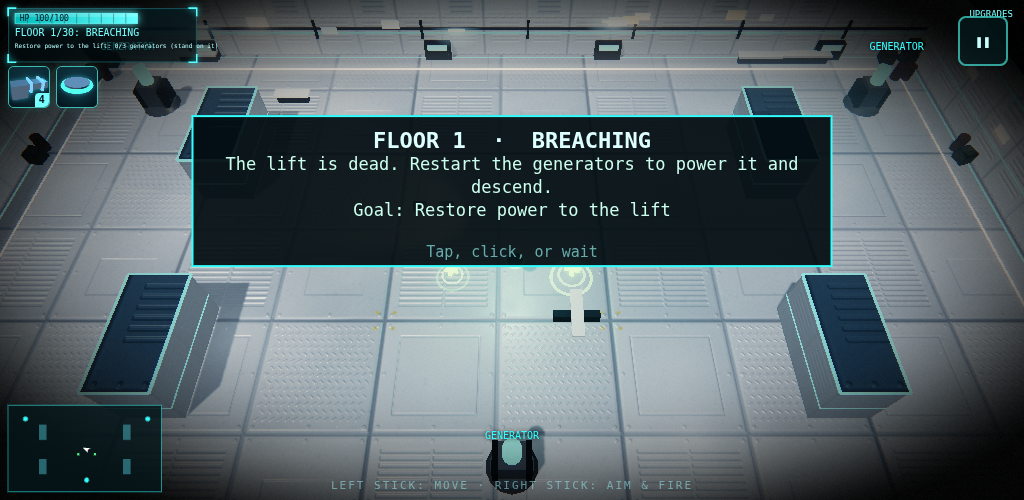 HP 100/100
FLOOR 1/30: BREACHING
Restore power to the lift: 0/3 generators (stand on it)
4
UPGRADES
GENERATOR
FLOOR 1 · BREACHING
The lift is dead. Restart the generators to power it and
descend.
Goal: Restore power to the lift
Tap, click, or wait
GENERATOR
LEFT STICK: MOVE · RIGHT STICK: AIM & FIRE